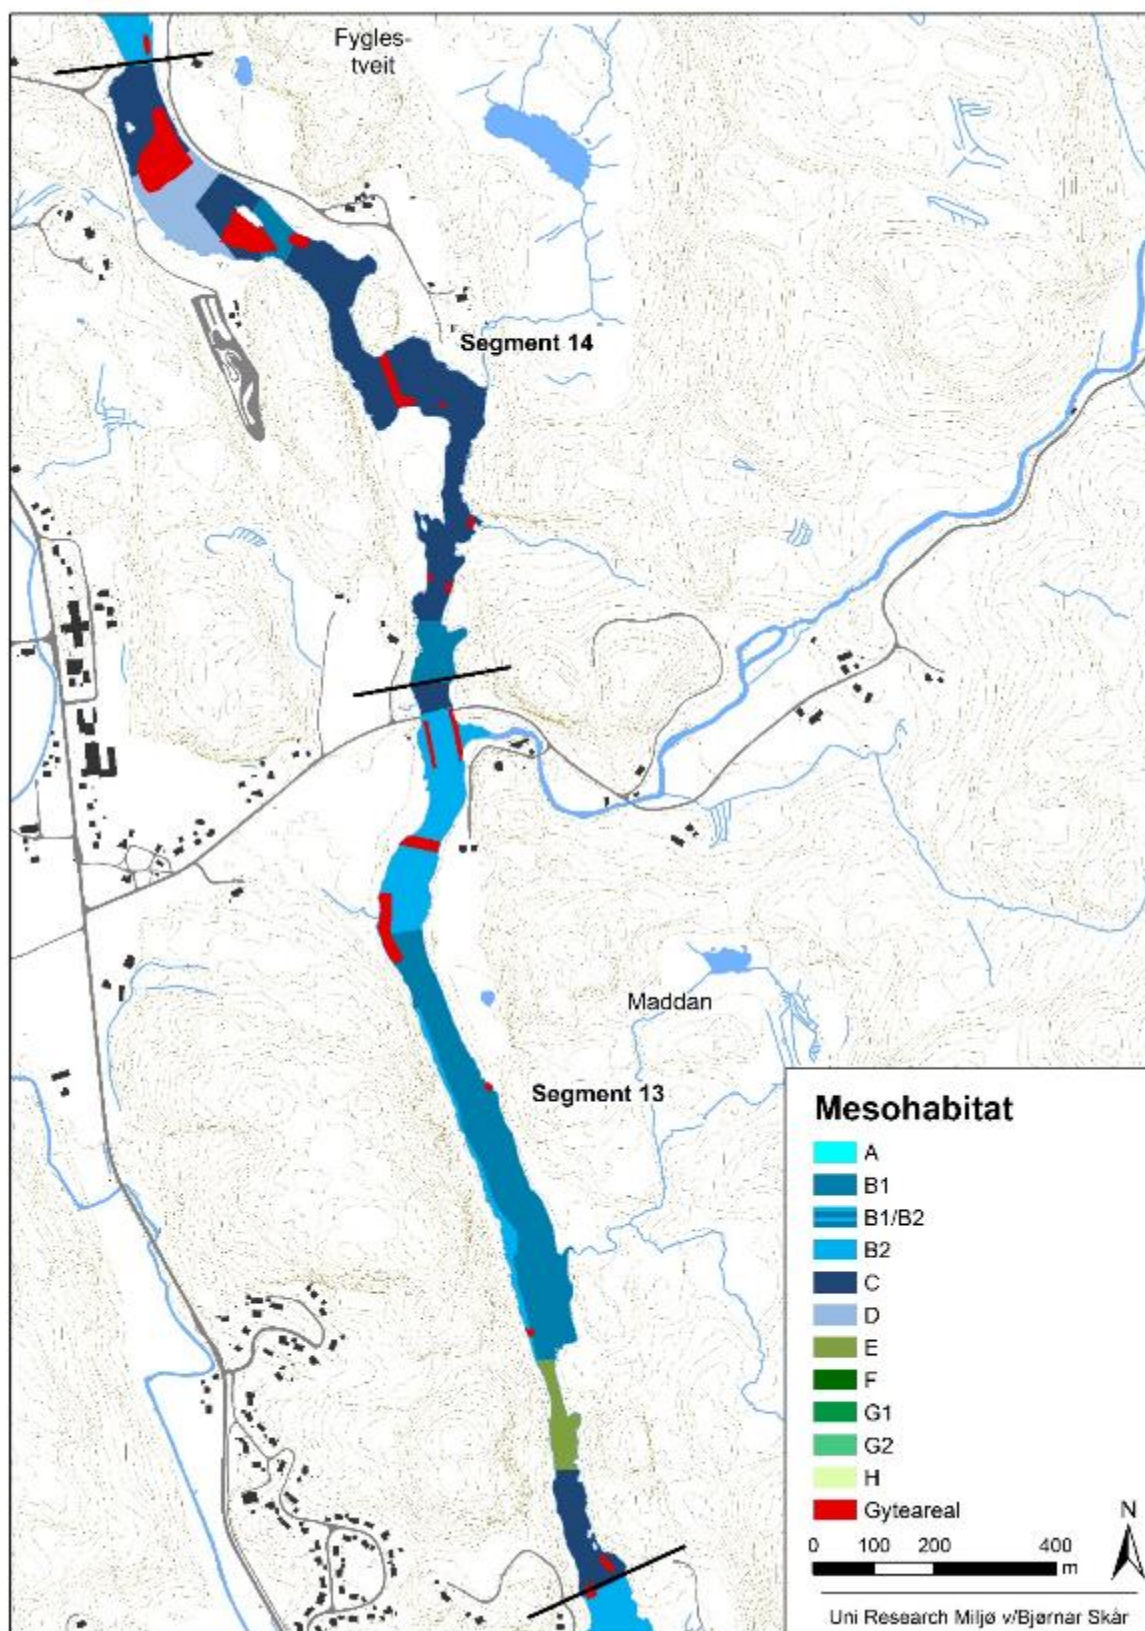 Fygles-
tveit
Segment 14
Maddan
Segment 13
Mesohabitat
A
B1
B1/B2
B2
C
D
E
F
G1
G2
H
Gyteareal
N
0 100 200 400
m
Uni Research Miljø v/Bjørnar Skår